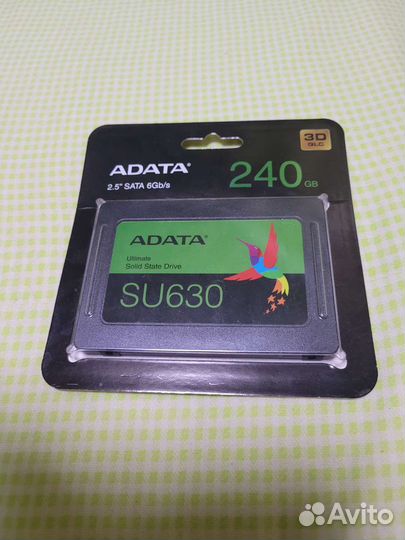 3D
QLC
ADATA
240 GB
2.5" SATA 6Gb/s
ADATA
Ultimate
Solid State Drive
SU630
Avito